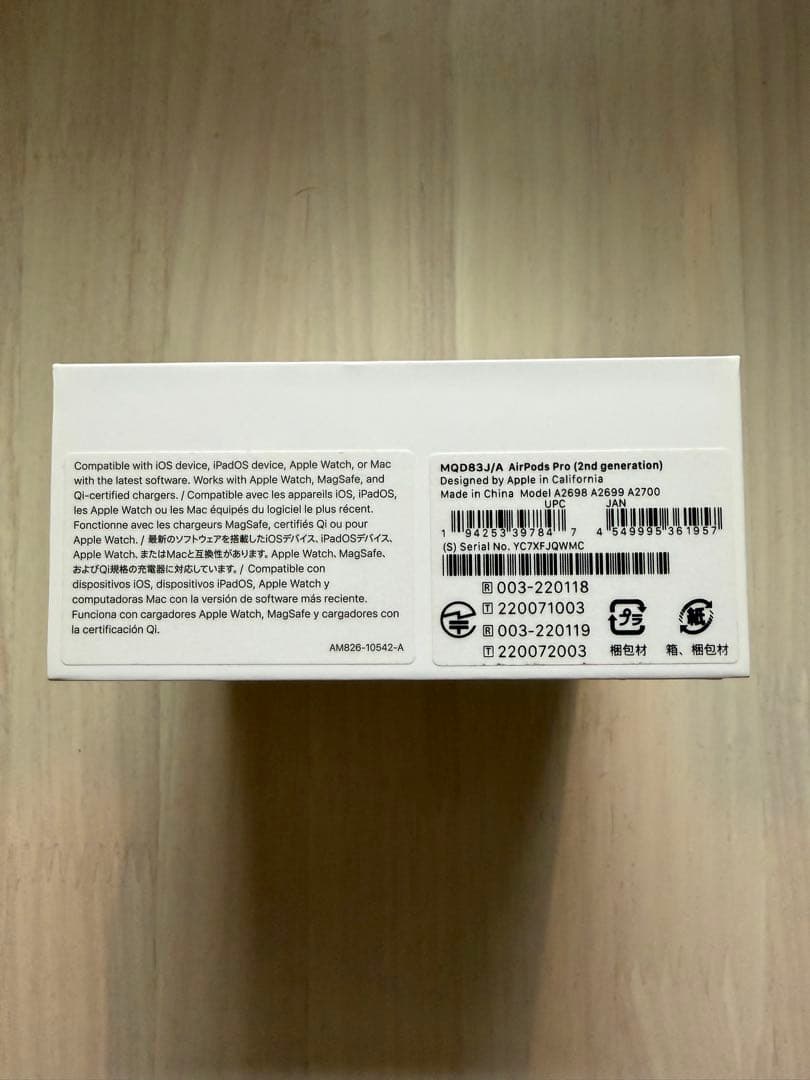 Compatible with iOS device, iPadOS device, Apple Watch, or Mac
with the latest software. Works with Apple Watch, MagSafe, and
Qi-certified chargers. / Compatible avec les appareils iOS, iPadOS,
les Apple Watch ou les Mac équipés du logiciel le plus récent.
Fonctionne avec les chargeurs MagSafe, certifiés Qi ou pour
Apple Watch. / 最新のソフトウェアを搭載したiOSデバイス、iPadOSデバイス、
Apple Watch、またはMacと互換性があります。Apple Watch、MagSafe、
およびQi規格の充電器に対応しています。 / Compatible con
dispositivos iOS, dispositivos iPadOS, Apple Watch y
computadoras Mac con la versión de software más reciente.
Funciona con cargadores Apple Watch, MagSafe y cargadores con
la certificación Qi.
AM826-10542-A
MQD83J/A AirPods Pro (2nd generation)
Designed by Apple in California
Made in China Model A2698 A2699 A2700
UPC JAN
1 94253 39784 7 4 549995 361957
(S) Serial No. YC7XFJQWMC
R 003-220118
T 220071003
R 003-220119
T 220072003
プラ 紙
梱包材 箱、梱包材